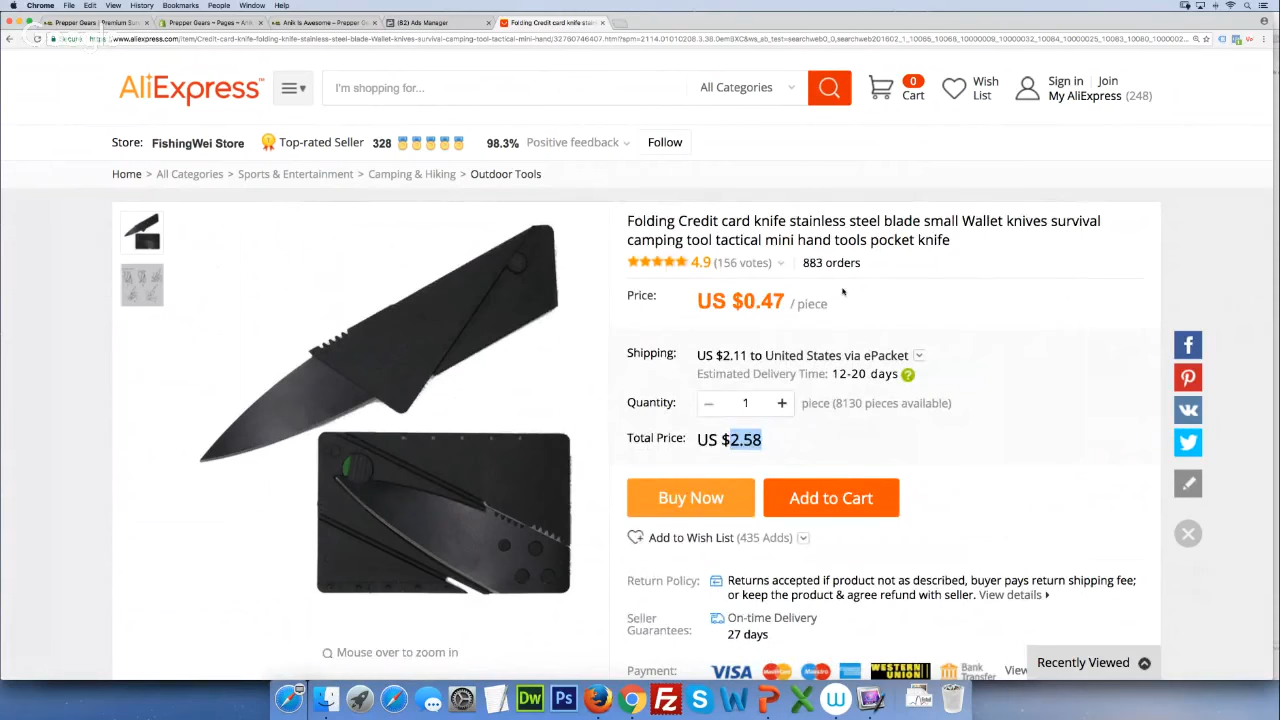 Chrome File Edit View History Bookmarks People Window Help
Prepper Gears | Premium Sur
Prepper Gears ~ Pages ~ A
Anik Is Awesome – Prepper G
(82) Ads Manager
Folding Credit card knife stain
AliExpress
I'm shopping for...
All Categories
0
Cart
Wish
List
Sign in Join
My AliExpress (248)
Store: FishingWei Store Top-rated Seller 328 98.3% Positive feedback Follow
Home > All Categories > Sports & Entertainment > Camping & Hiking > Outdoor Tools
Folding Credit card knife stainless steel blade small Wallet knives survival
camping tool tactical mini hand tools pocket knife
4.9 (156 votes) 883 orders
Price: US $0.47 / piece
Shipping: US $2.11 to United States via ePacket
Estimated Delivery Time: 12-20 days ?
Quantity: − 1 + piece (8130 pieces available)
Total Price: US $2.58
Buy Now Add to Cart
Add to Wish List (435 Adds)
Return Policy: Returns accepted if product not as described, buyer pays return shipping fee;
or keep the product & agree refund with seller. View details
Seller
Guarantees:
On-time Delivery
27 days
Payment: VISA MasterCard Maestro WESTERN UNION Bank Transfer View
Mouse over to zoom in
Recently Viewed
Dw Ps Fz S W P X W